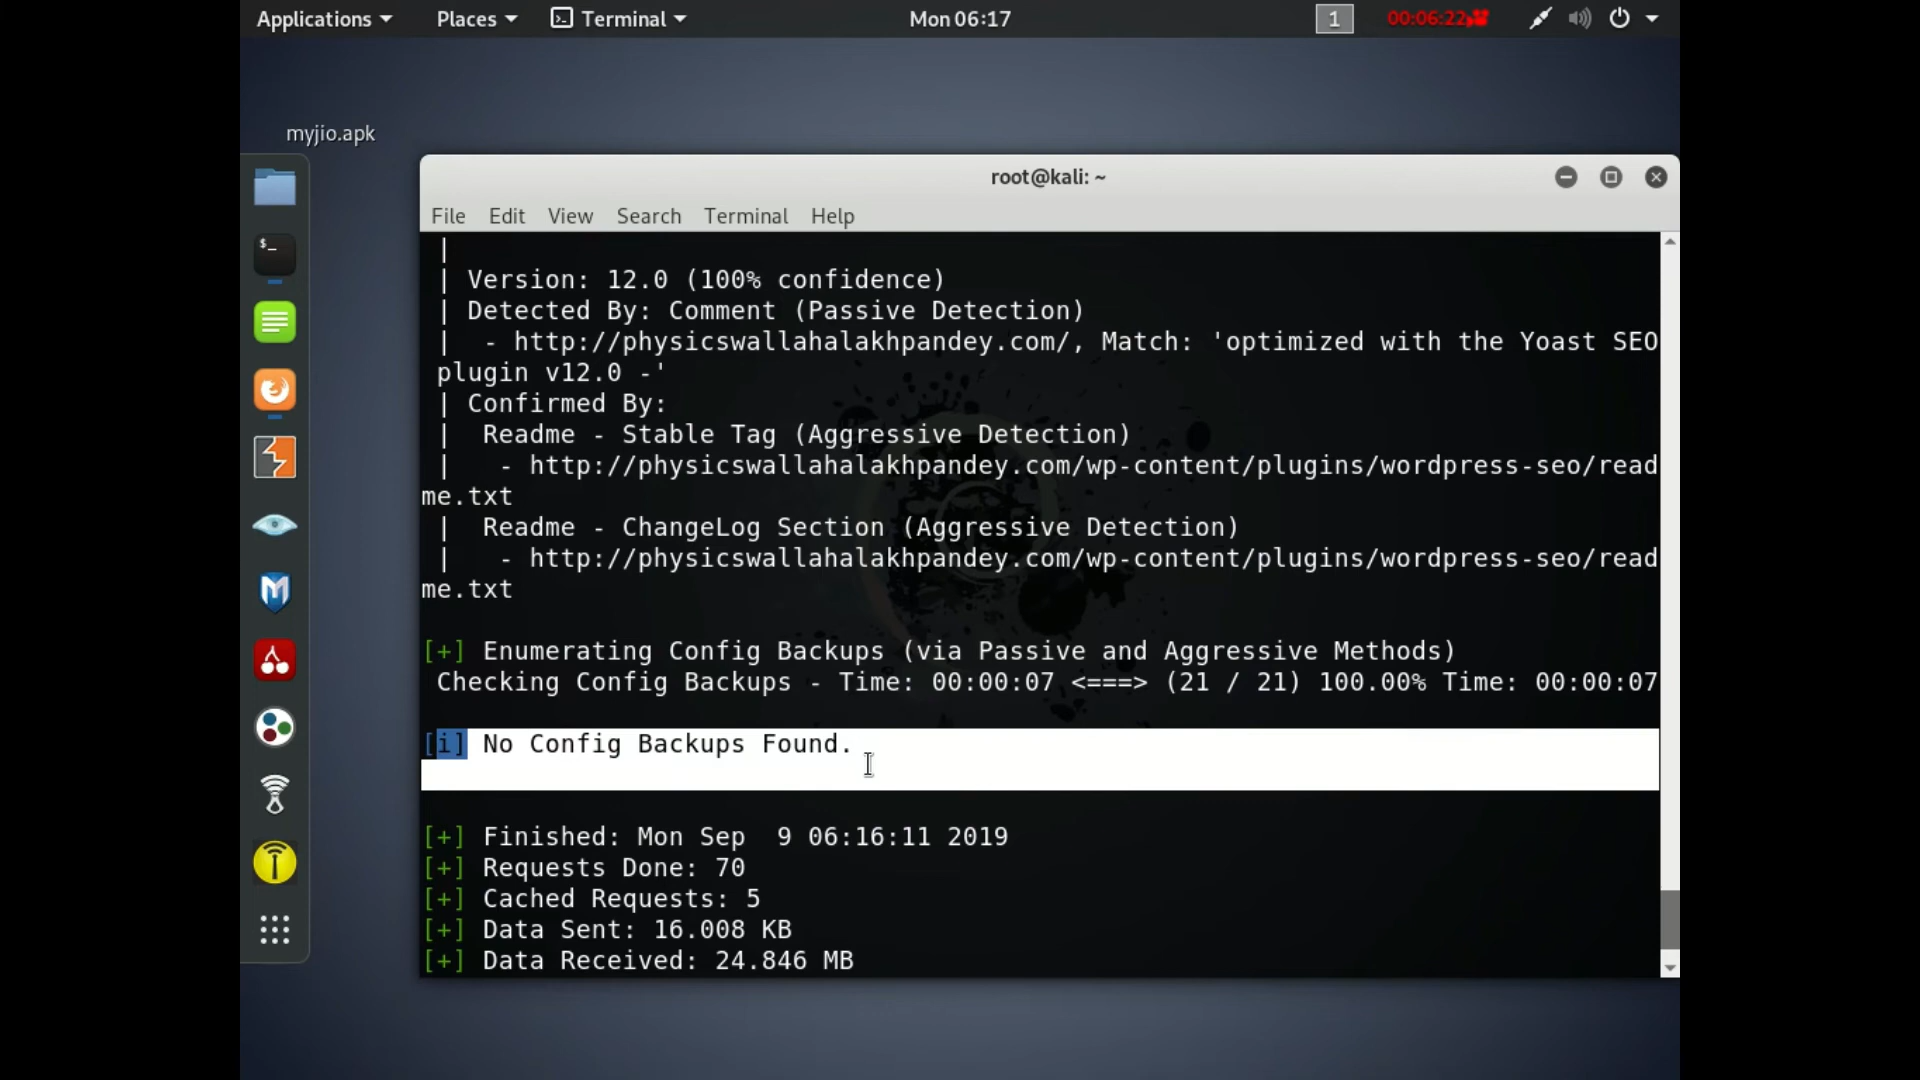 Applications Places Terminal Mon 06:17 1 00:06:22
myjio.apk
root@kali: ~
File Edit View Search Terminal Help
|
| Version: 12.0 (100% confidence)
| Detected By: Comment (Passive Detection)
|  - http://physicswallahalakhpandey.com/, Match: 'optimized with the Yoast SEO
plugin v12.0 -'
| Confirmed By:
|  Readme - Stable Tag (Aggressive Detection)
|   - http://physicswallahalakhpandey.com/wp-content/plugins/wordpress-seo/read
me.txt
|  Readme - ChangeLog Section (Aggressive Detection)
|   - http://physicswallahalakhpandey.com/wp-content/plugins/wordpress-seo/read
me.txt
[+] Enumerating Config Backups (via Passive and Aggressive Methods)
Checking Config Backups - Time: 00:00:07 <===> (21 / 21) 100.00% Time: 00:00:07
[i] No Config Backups Found.
[+] Finished: Mon Sep  9 06:16:11 2019
[+] Requests Done: 70
[+] Cached Requests: 5
[+] Data Sent: 16.008 KB
[+] Data Received: 24.846 MB